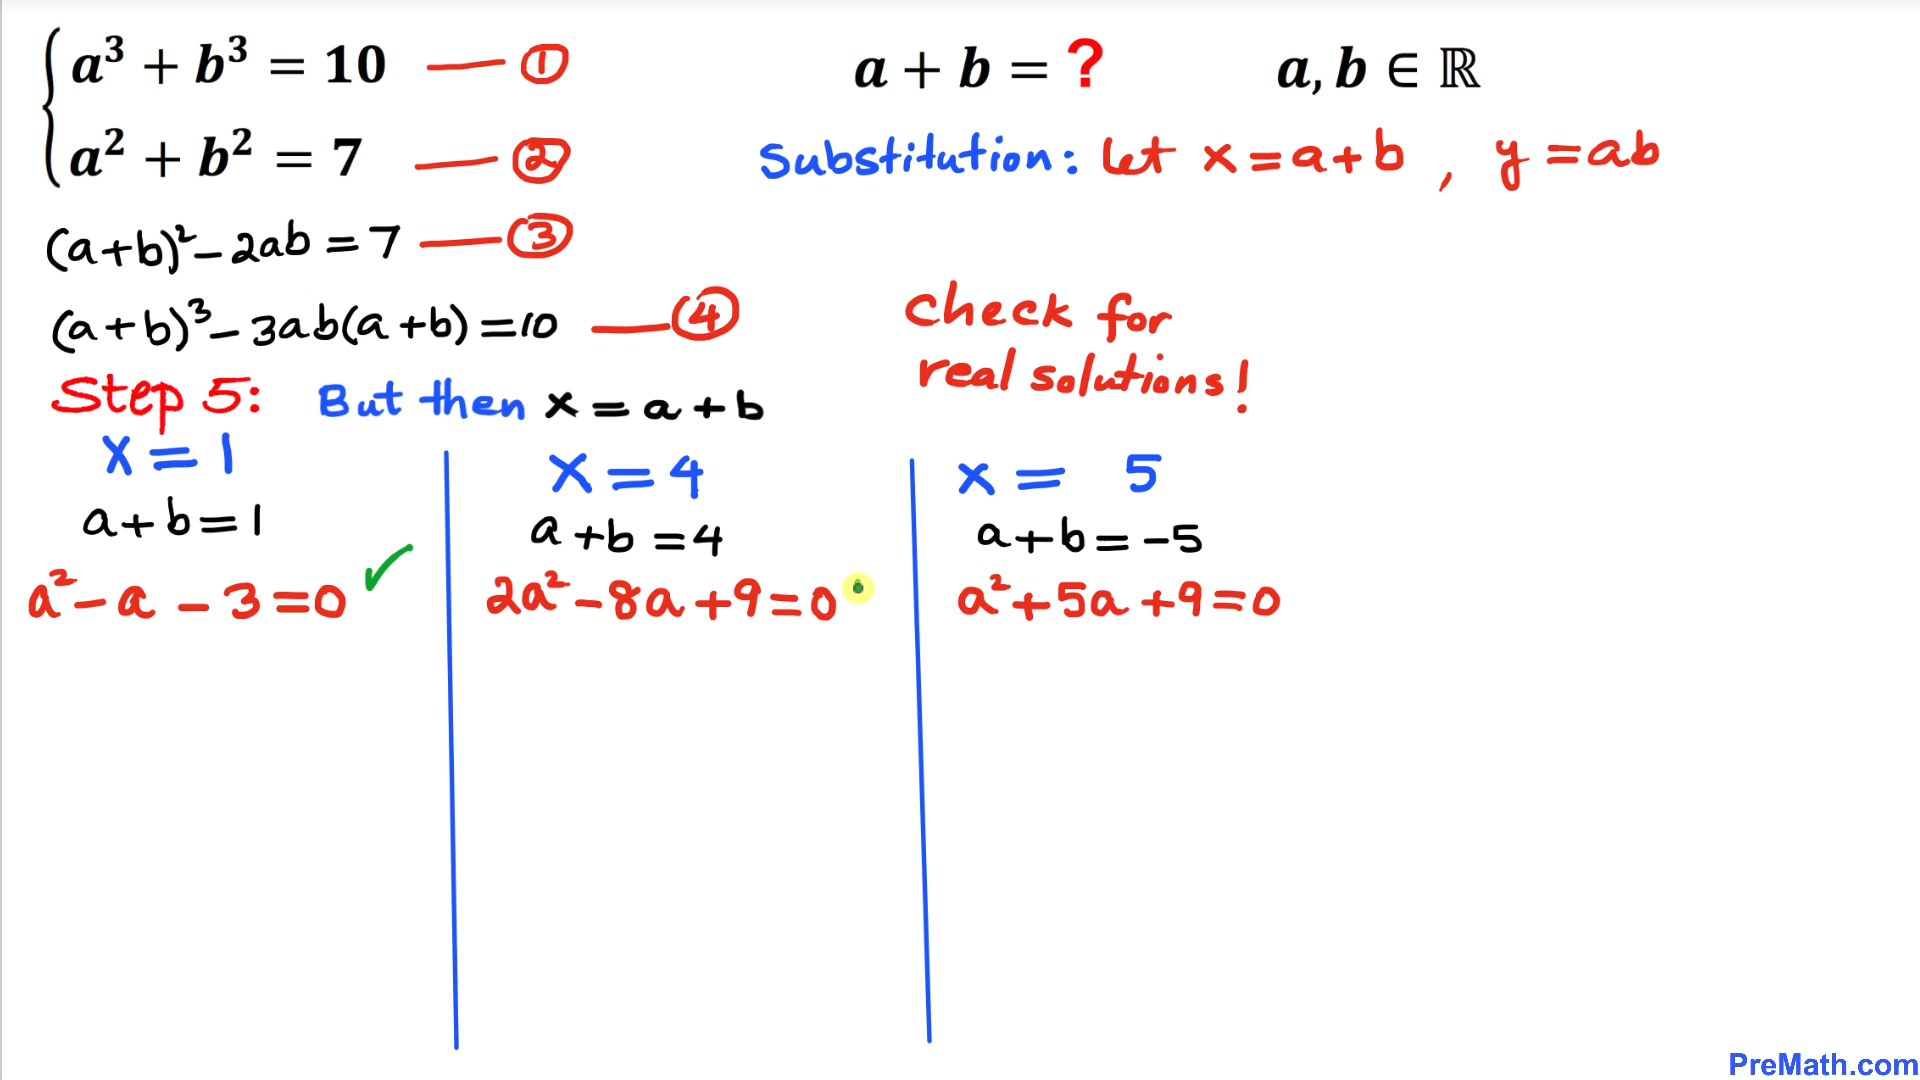 a³ + b³ = 10 —— ①
a + b = ?
a, b ∈ ℝ
a² + b² = 7 —— ②
Substitution: let x = a+b , y = ab
(a+b)² - 2ab = 7 —— ③
(a+b)³ - 3ab(a+b) = 10 —— ④
check for
real solutions!
Step 5: But then x = a+b
x = 1
a+b = 1
a² - a - 3 = 0 ✓
x = 4
a+b = 4
2a² - 8a + 9 = 0
x = 5
a+b = -5
a² + 5a + 9 = 0
PreMath.com